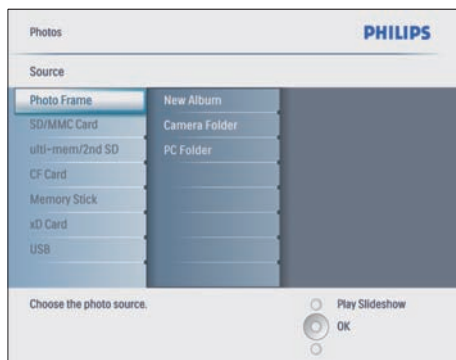 Photos
PHILIPS
Source
Photo Frame
New Album
SD/MMC Card
Camera Folder
ulti-mem/2nd SD
PC Folder
CF Card
Memory Stick
xD Card
USB
Choose the photo source.
Play Slideshow
OK